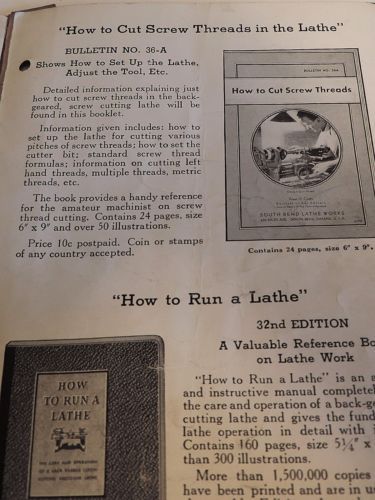 "How to Cut Screw Threads in the Lathe"
BULLETIN NO. 36-A
Shows How to Set Up the Lathe,
Adjust the Tool, Etc.
Detailed information explaining just
how to cut screw threads in the back-
geared, screw cutting lathe will be
found in this booklet.
Information given includes: how to
set up the lathe for cutting various
pitches of screw threads; how to set the
cutter bit; standard screw thread
formulas; information on cutting left
hand threads, multiple threads, metric
threads, etc.
The book provides a handy reference
for the amateur machinist on screw
thread cutting. Contains 24 pages, size
6" x 9" and over 50 illustrations.
Price 10c postpaid. Coin or stamps
of any country accepted.
BULLETIN NO. 36A
How to Cut Screw Threads
SOUTH BEND LATHE WORKS
Contains 24 pages, size 6" x 9".
"How to Run a Lathe"
32nd EDITION
A Valuable Reference Bo
on Lathe Work
"How to Run a Lathe" is an
and instructive manual complete
the care and operation of a back-ge
cutting lathe and gives the fund
lathe operation in detail with
Contains 160 pages, size 5¼" x
than 300 illustrations.
More than 1,500,000 copies
have been printed and are in u
HOW
TO RUN A
LATHE
THE CARE AND OPERATION
OF A BACK GEARED